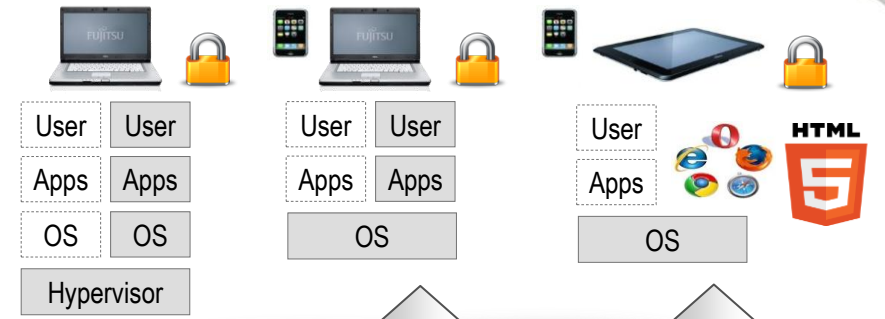 FUJITSU
FUJITSU
User User
Apps Apps
OS OS
Hypervisor
User User
Apps Apps
OS
User
Apps
OS
HTML
5